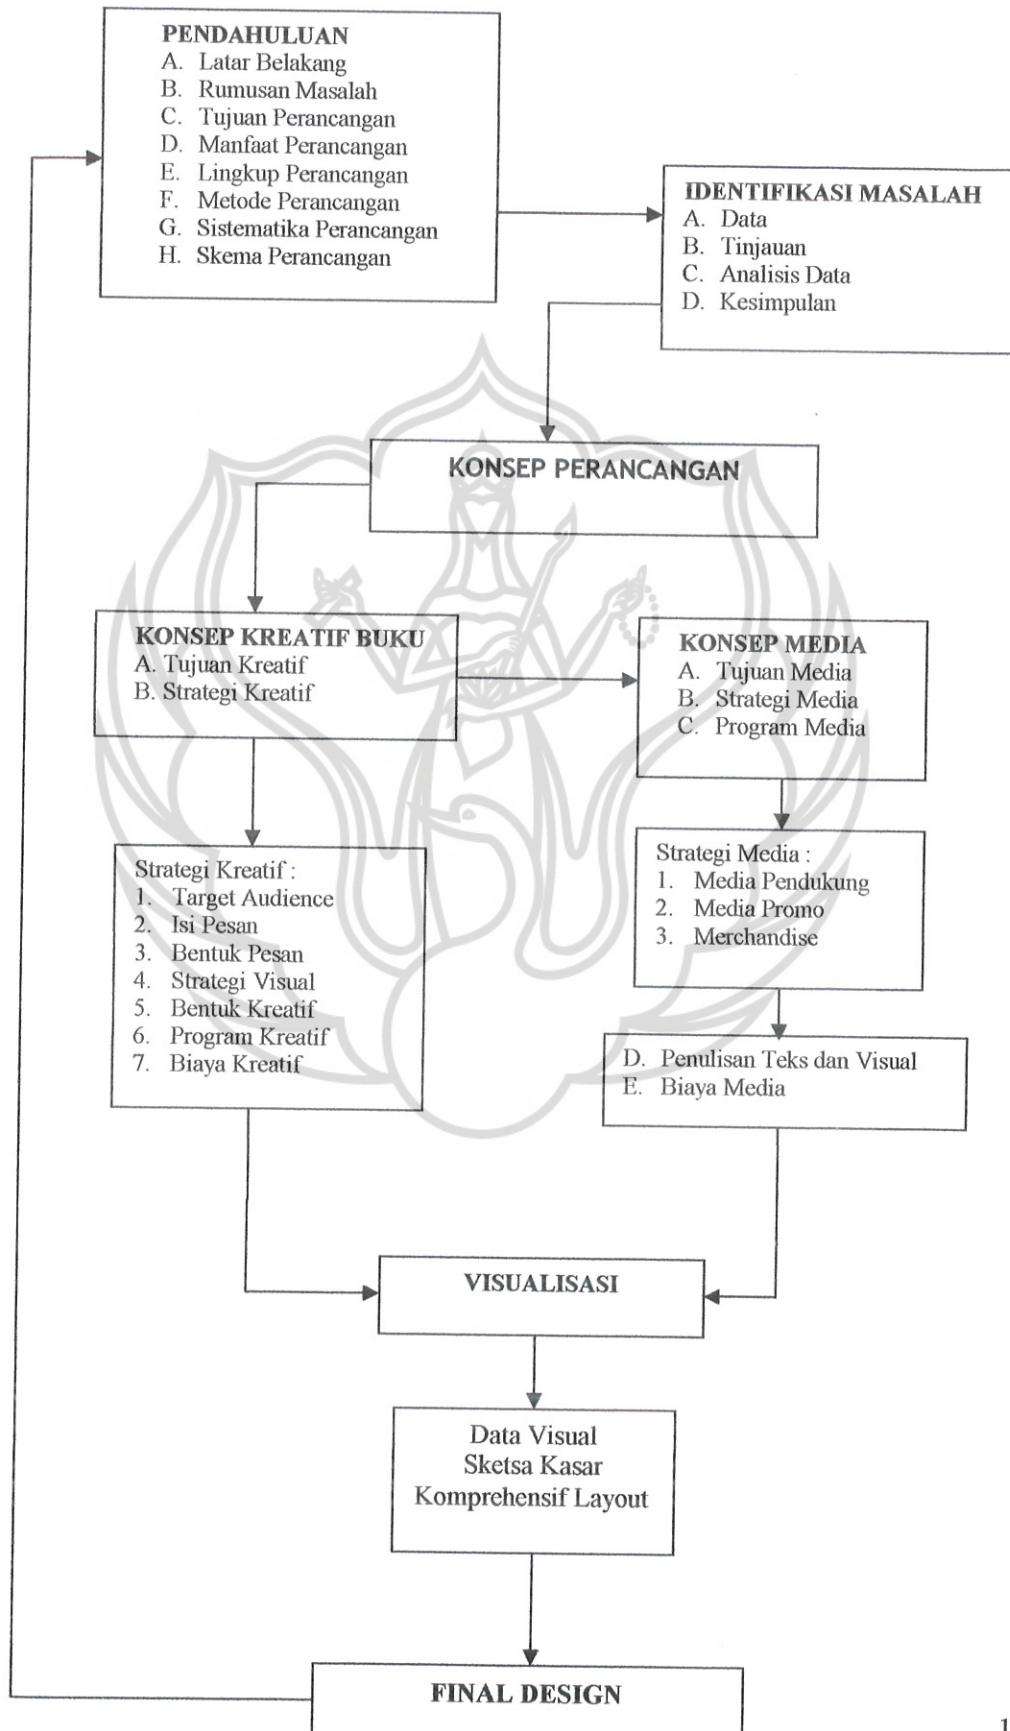 PENDAHULUAN
A. Latar Belakang
B. Rumusan Masalah
C. Tujuan Perancangan
D. Manfaat Perancangan
E. Lingkup Perancangan
F. Metode Perancangan
G. Sistematika Perancangan
H. Skema Perancangan
IDENTIFIKASI MASALAH
A. Data
B. Tinjauan
C. Analisis Data
D. Kesimpulan
KONSEP PERANCANGAN
KONSEP KREATIF BUKU
A. Tujuan Kreatif
B. Strategi Kreatif
KONSEP MEDIA
A. Tujuan Media
B. Strategi Media
C. Program Media
Strategi Kreatif :
1. Target Audience
2. Isi Pesan
3. Bentuk Pesan
4. Strategi Visual
5. Bentuk Kreatif
6. Program Kreatif
7. Biaya Kreatif
Strategi Media :
1. Media Pendukung
2. Media Promo
3. Merchandise
D. Penulisan Teks dan Visual
E. Biaya Media
VISUALISASI
Data Visual
Sketsa Kasar
Komprehensif Layout
FINAL DESIGN
1